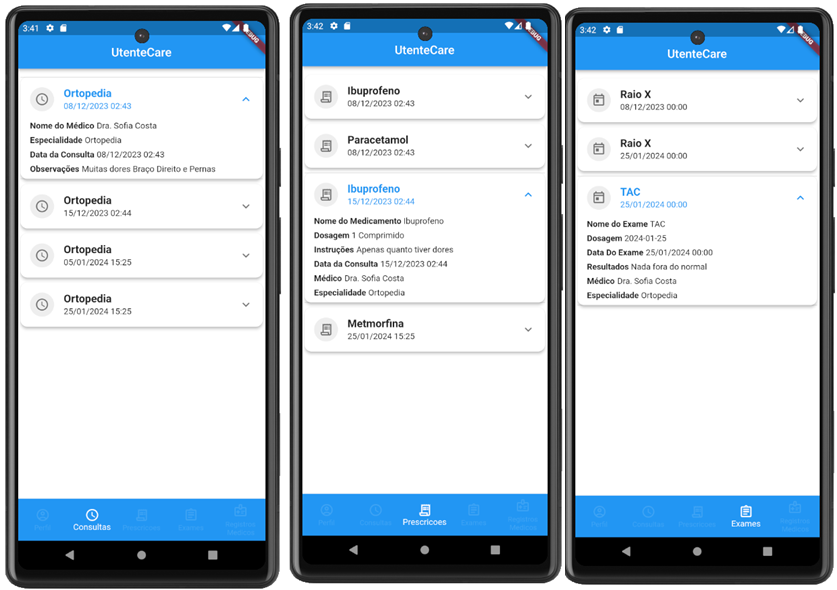 3:41
DEBUG
UtenteCare
Ortopedia
08/12/2023 02:43
Nome do Médico Dra. Sofia Costa
Especialidade Ortopedia
Data da Consulta 08/12/2023 02:43
Observações Muitas dores Braço Direito e Pernas
Ortopedia
15/12/2023 02:44
Ortopedia
05/01/2024 15:25
Ortopedia
25/01/2024 15:25
Perfil
Consultas
Prescricoes
Exames
Registos
Medicos
3:42
DEBUG
UtenteCare
Ibuprofeno
08/12/2023 02:43
Paracetamol
08/12/2023 02:43
Ibuprofeno
15/12/2023 02:44
Nome do Medicamento Ibuprofeno
Dosagem 1 Comprimido
Instruções Apenas quanto tiver dores
Data da Consulta 15/12/2023 02:44
Médico Dra. Sofia Costa
Especialidade Ortopedia
Metmorfina
25/01/2024 15:25
Perfil
Consultas
Prescricoes
Exames
3:42
DEBUG
UtenteCare
Raio X
08/12/2023 00:00
Raio X
25/01/2024 00:00
TAC
25/01/2024 00:00
Nome do Exame TAC
Dosagem 2024-01-25
Data Do Exame 25/01/2024 00:00
Resultados Nada fora do normal
Médico Dra. Sofia Costa
Especialidade Ortopedia
Perfil
Consultas
Prescricoes
Exames